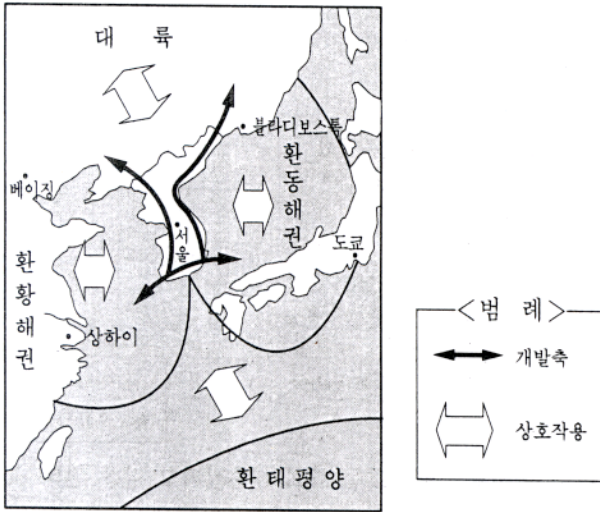 대 륙
블라디보스톡
환동해권
베이징
서울
도쿄
환황해권
상하이
환태평양
<범 례>
개발축
상호작용